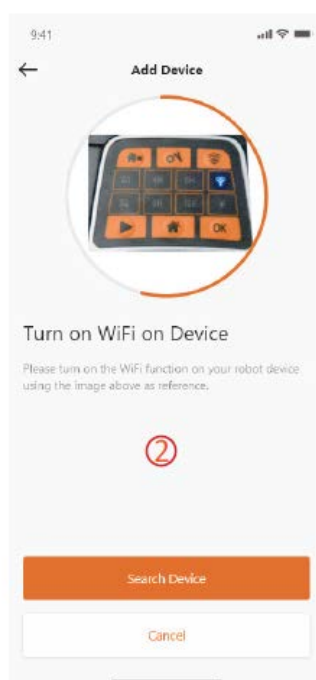 9:41
Add Device
OK
Turn on WiFi on Device
Please turn on the WiFi function on your robot device
using the image above as reference.
②
Search Device
Cancel